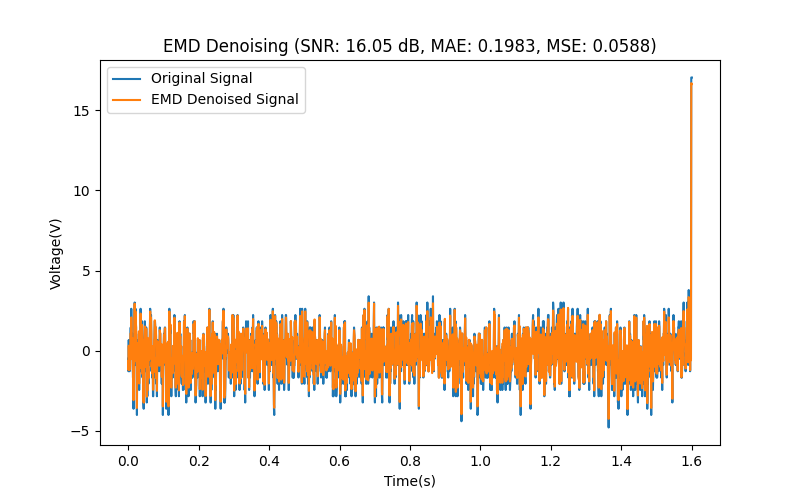 EMD Denoising (SNR: 16.05 dB, MAE: 0.1983, MSE: 0.0588)
Original Signal
EMD Denoised Signal
15
10
5
0
−5
Voltage(V)
0.0 0.2 0.4 0.6 0.8 1.0 1.2 1.4 1.6
Time(s)